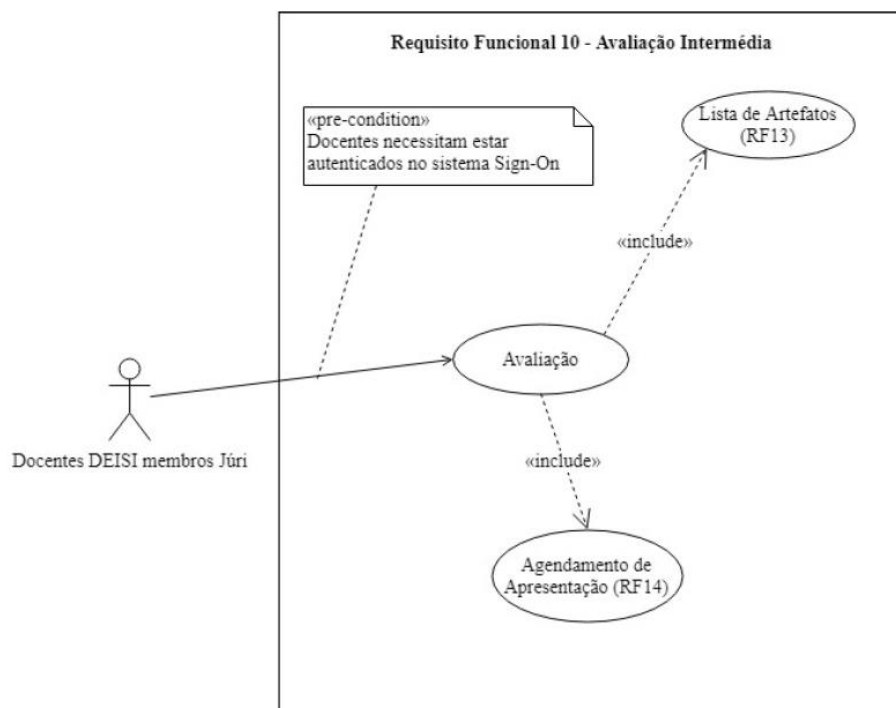 Requisito Funcional 10 - Avaliação Intermédia
«pre-condition»
Docentes necessitam estar
autenticados no sistema Sign-On
Lista de Artefatos
(RF13)
«include»
Avaliação
Docentes DEISI membros Júri
«include»
Agendamento de
Apresentação (RF14)